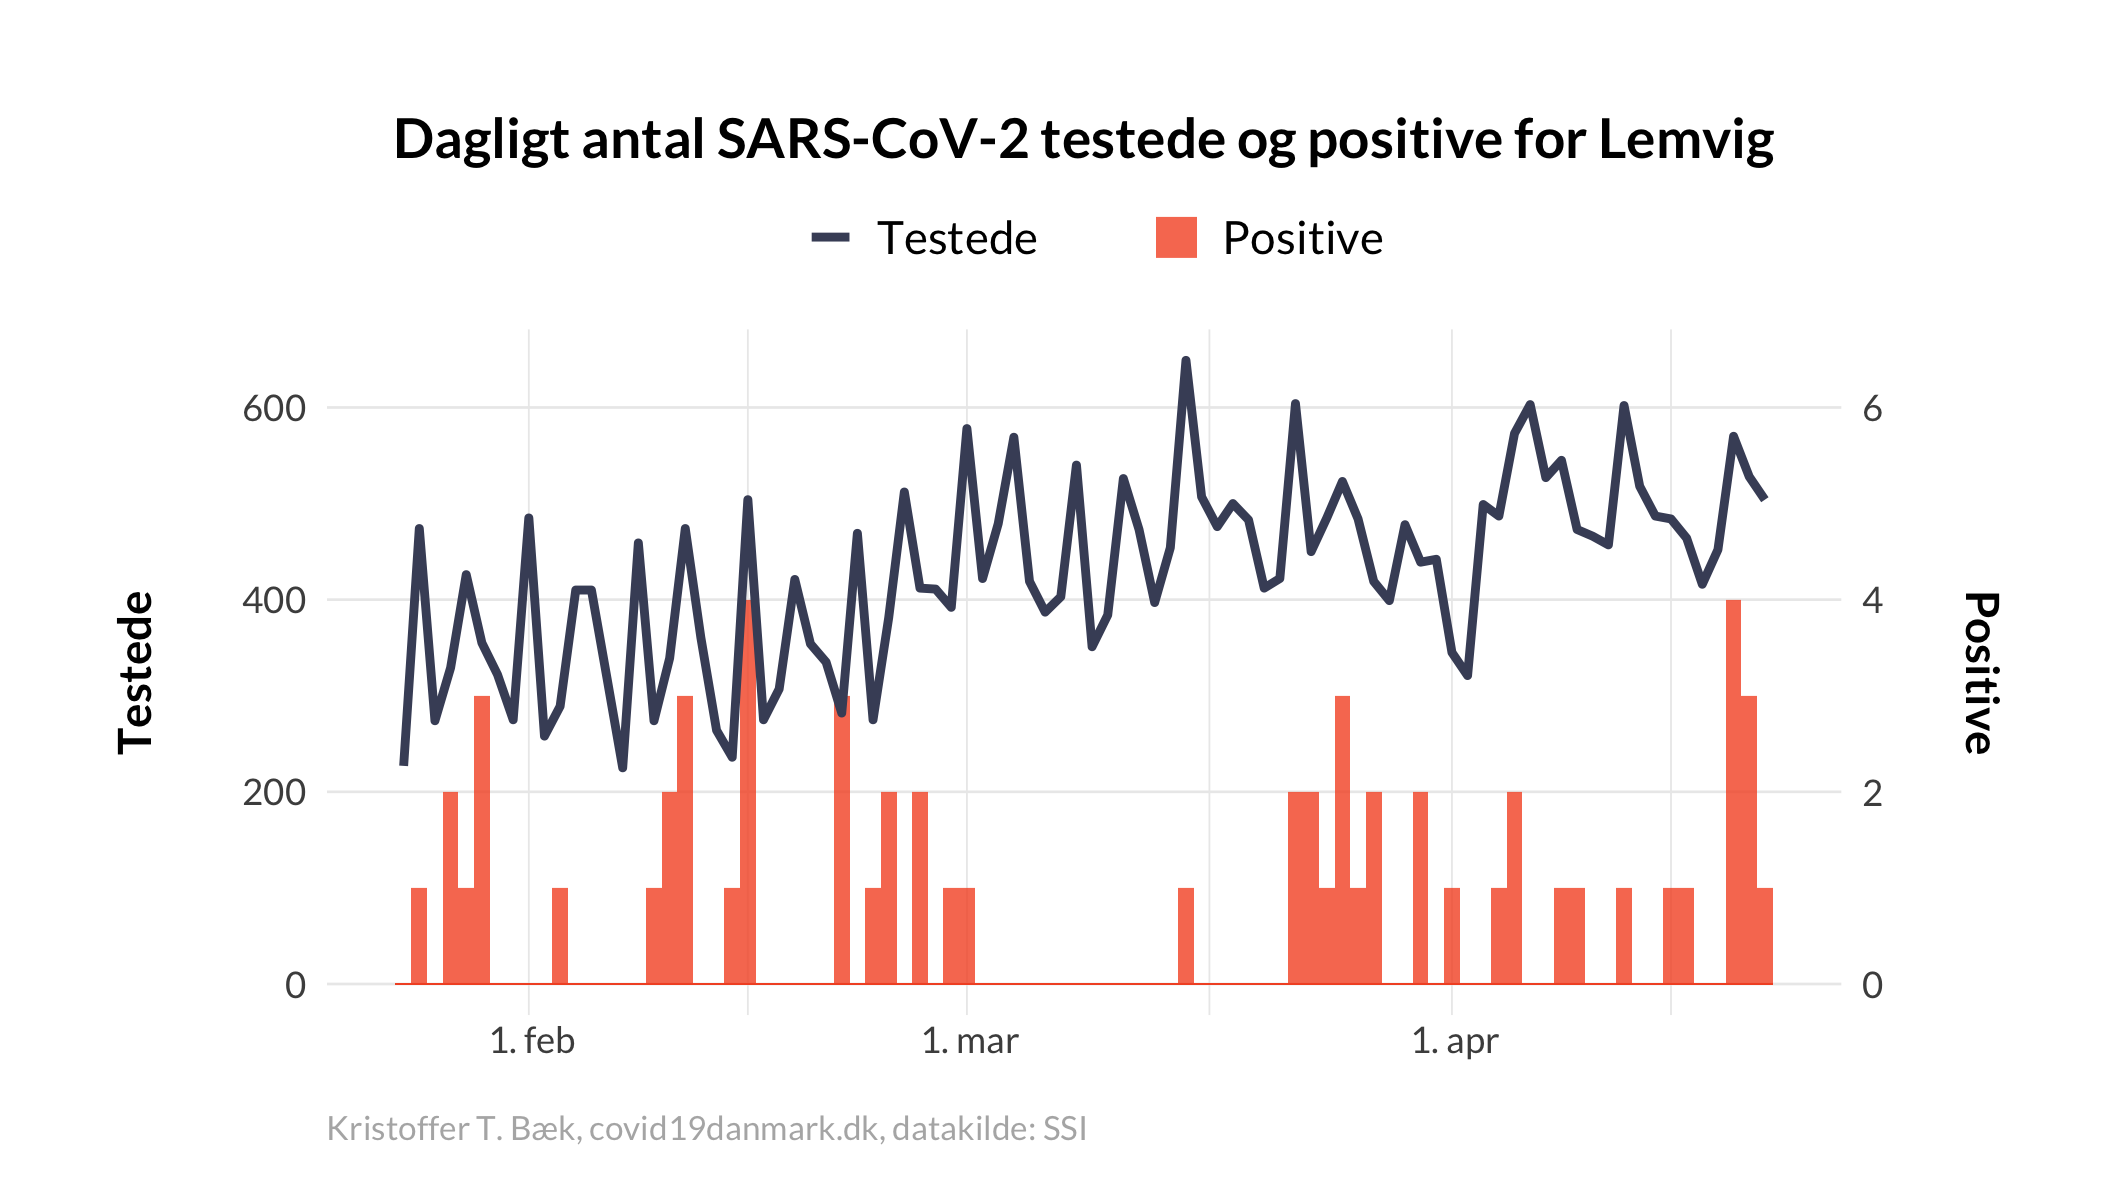 Dagligt antal SARS-CoV-2 testede og positive for Lemvig
Testede Positive
600 6
400 4
200 2
0 0
Testede
Positive
1. feb 1. mar 1. apr
Kristoffer T. Bæk, covid19danmark.dk, datakilde: SSI